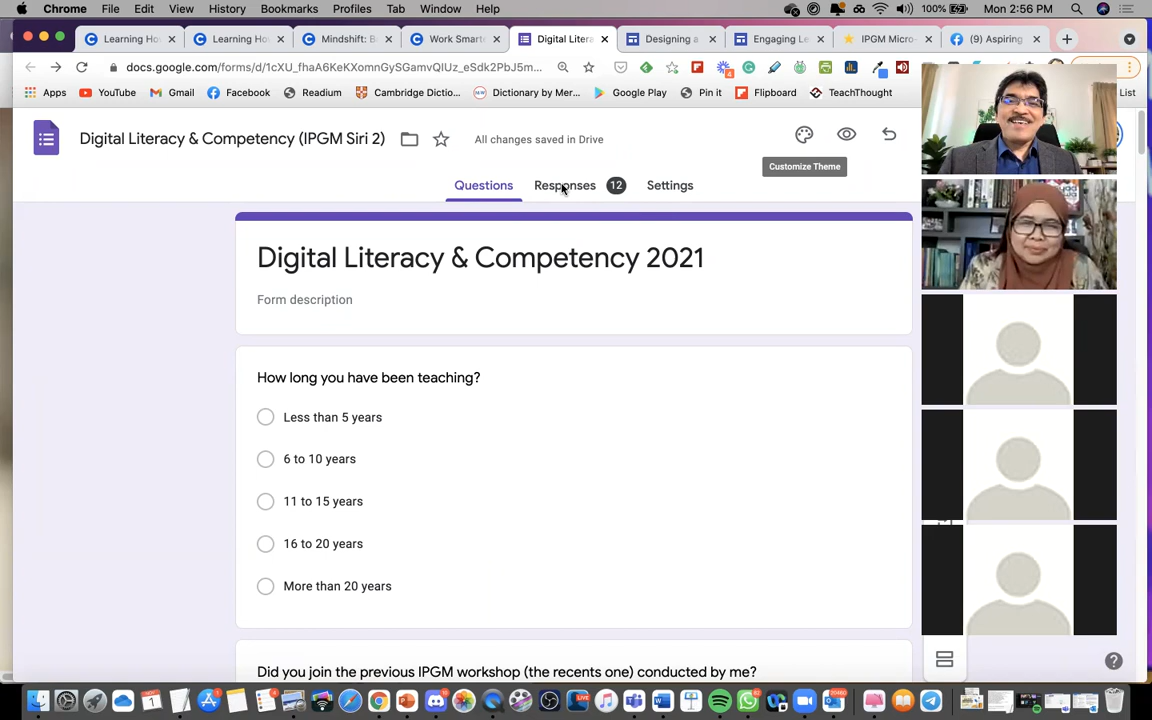 Chrome File Edit View History Bookmarks Profiles Tab Window Help 100% Mon 2:56 PM
Learning Ho Learning Ho Mindshift: B Work Smart Digital Litera Designing a Engaging Le IPGM Micro- (9) Aspiring
docs.google.com/forms/d/1cXU_fhaA6KeKXomnGySGamvQIUz_eSdk2PbJ5m...
Apps YouTube Gmail Facebook Readium Cambridge Dictio... Dictionary by Mer... Google Play Pin it Flipboard TeachThought List
Digital Literacy & Competency (IPGM Siri 2) All changes saved in Drive
Customize Theme
Questions Responses 12 Settings
Digital Literacy & Competency 2021
Form description
How long you have been teaching?
Less than 5 years
6 to 10 years
11 to 15 years
16 to 20 years
More than 20 years
Did you join the previous IPGM workshop (the recents one) conducted by me?